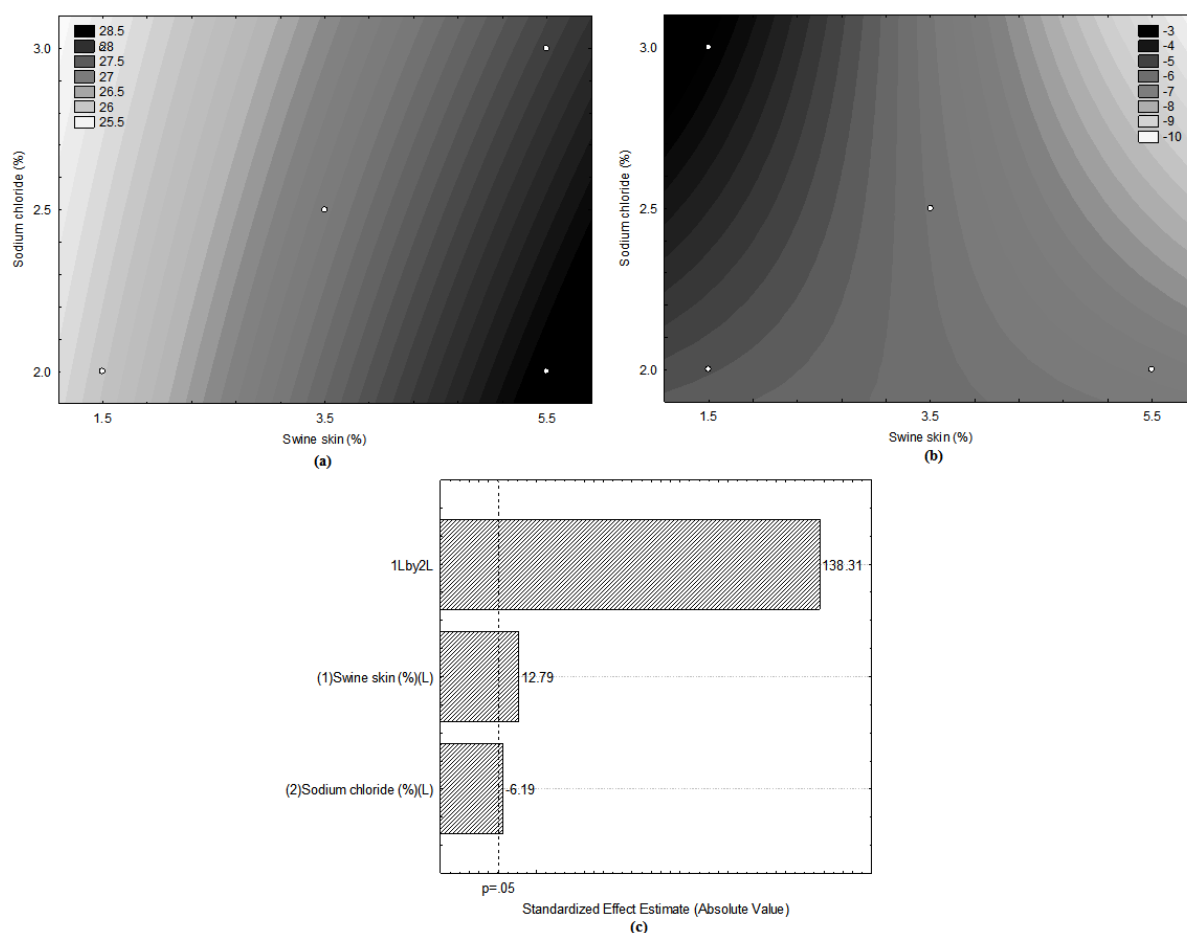 28.5
28
27.5
27
26.5
26
25.5
3.0
2.5
2.0
Sodium chloride (%)
1.5
3.5
5.5
Swine skin (%)
(a)
-3
-4
-5
-6
-7
-8
-9
-10
3.0
2.5
2.0
Sodium chloride (%)
1.5
3.5
5.5
Swine skin (%)
(b)
1Lby2L
138.31
(1)Swine skin (%)(L)
12.79
(2)Sodium chloride (%)(L)
-6.19
p=.05
Standardized Effect Estimate (Absolute Value)
(c)